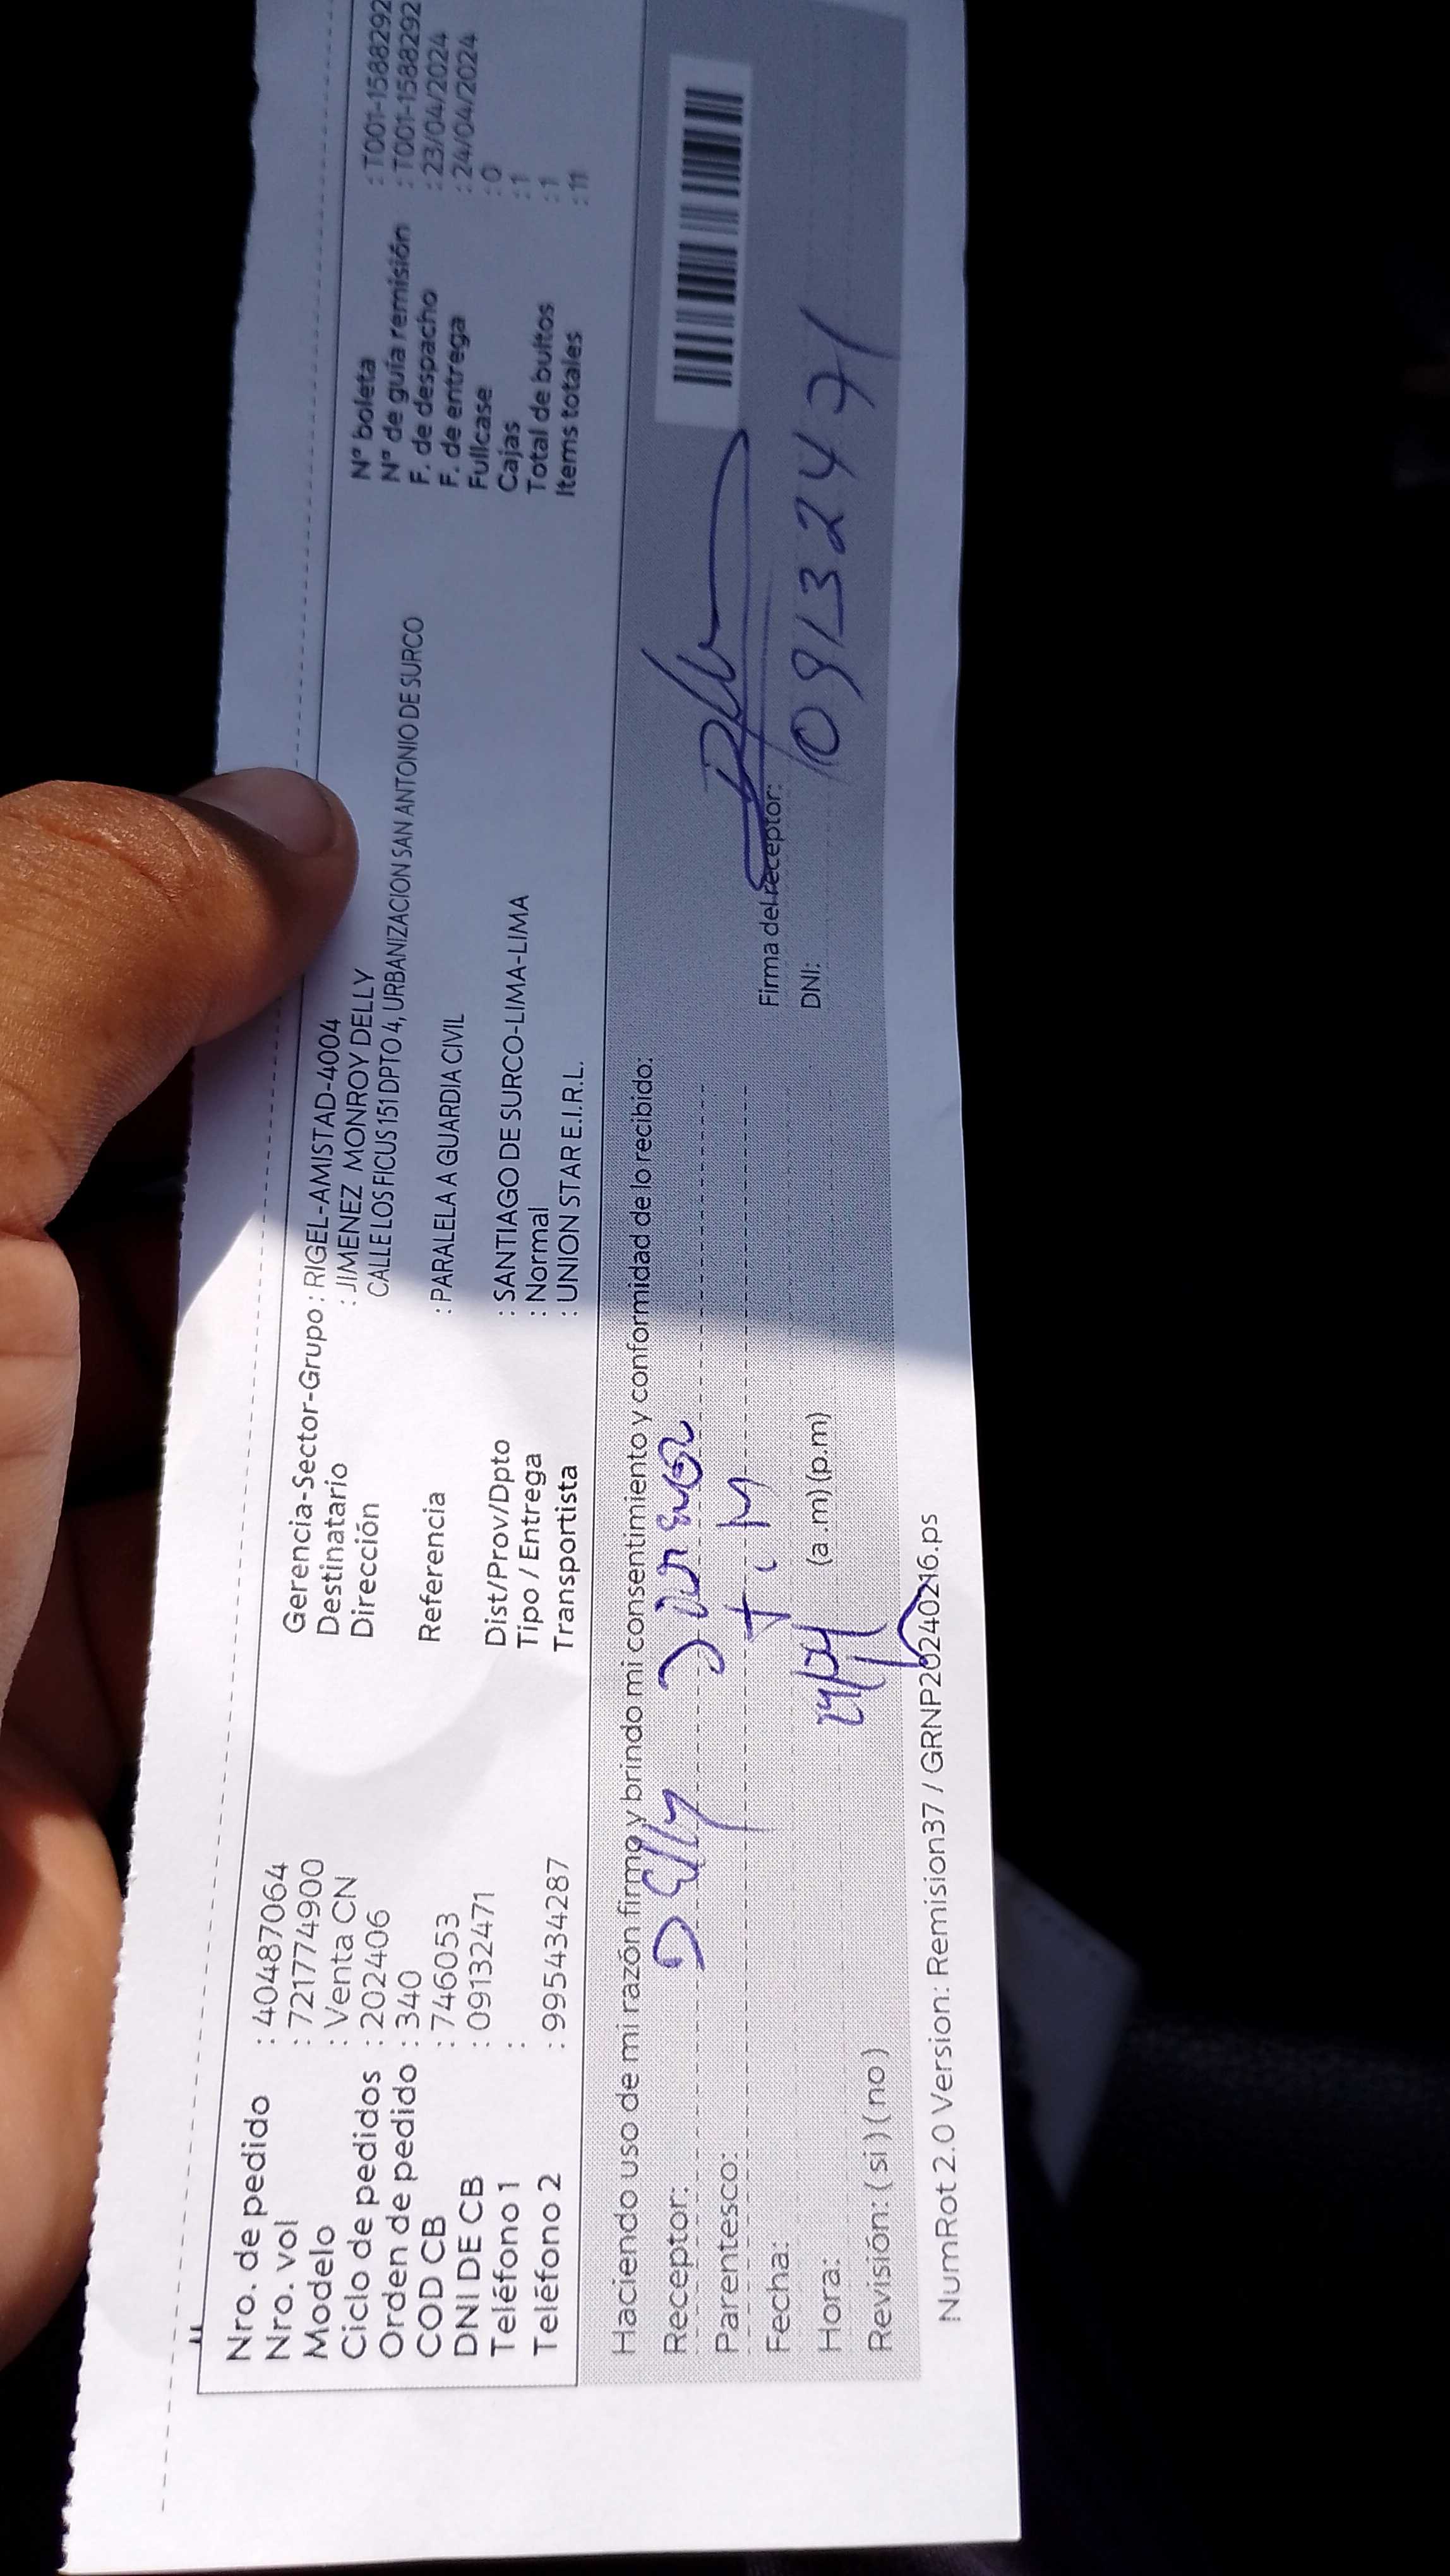 Nro. de pedido : 40487064
Nro. vol : 7217774900
Modelo : Venta CN
Ciclo de pedidos : 202406
Orden de pedido : 340
COD CB : 746053
DNI DE CB : 09132471
Teléfono 1 :
Teléfono 2 : 995434287
Gerencia-Sector-Grupo : RIGEL-AMISTAD-4004
Destinatario : JIMENEZ MONROY DELLY
Dirección CALLE LOS FICUS 151 DPTO 4, URBANIZACION SAN ANTONIO DE SURCO
Referencia : PARALELA A GUARDIA CIVIL
Dist/Prov/Dpto : SANTIAGO DE SURCO-LIMA-LIMA
Tipo / Entrega : Normal
Transportista : UNION STAR E.I.R.L.
N° boleta : T001-1588292
N° de guía remisión : T001-1588292
F. de despacho : 23/04/2024
F. de entrega : 24/04/2024
Fullcase : 0
Cajas : 1
Total de bultos : 1
Items totales : 11
Haciendo uso de mi razón firmo y brindo mi consentimiento y conformidad de lo recibido:
Receptor: Delly Jimenez
Parentesco:
Fecha:
Hora: (a.m) (p.m)
Revisión: ( si ) ( no )
Firma del receptor:
DNI: 09132471
NumRot 2.0 Version: Remision37 / GRNP20240216.ps